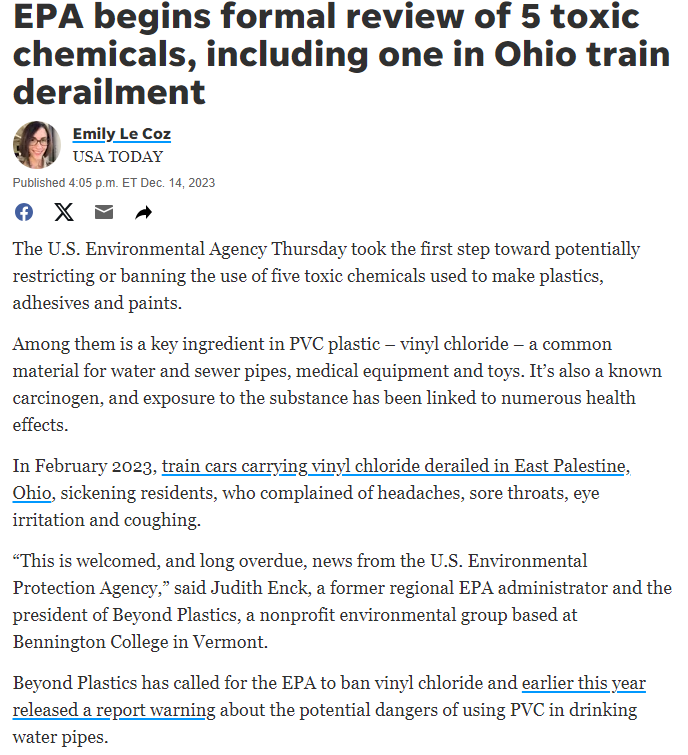 EPA begins formal review of 5 toxic
chemicals, including one in Ohio train
derailment
Emily Le Coz
USA TODAY
Published 4:05 p.m. ET Dec. 14, 2023
The U.S. Environmental Agency Thursday took the first step toward potentially
restricting or banning the use of five toxic chemicals used to make plastics,
adhesives and paints.
Among them is a key ingredient in PVC plastic – vinyl chloride – a common
material for water and sewer pipes, medical equipment and toys. It’s also a known
carcinogen, and exposure to the substance has been linked to numerous health
effects.
In February 2023, train cars carrying vinyl chloride derailed in East Palestine,
Ohio, sickening residents, who complained of headaches, sore throats, eye
irritation and coughing.
“This is welcomed, and long overdue, news from the U.S. Environmental
Protection Agency,” said Judith Enck, a former regional EPA administrator and the
president of Beyond Plastics, a nonprofit environmental group based at
Bennington College in Vermont.
Beyond Plastics has called for the EPA to ban vinyl chloride and earlier this year
released a report warning about the potential dangers of using PVC in drinking
water pipes.